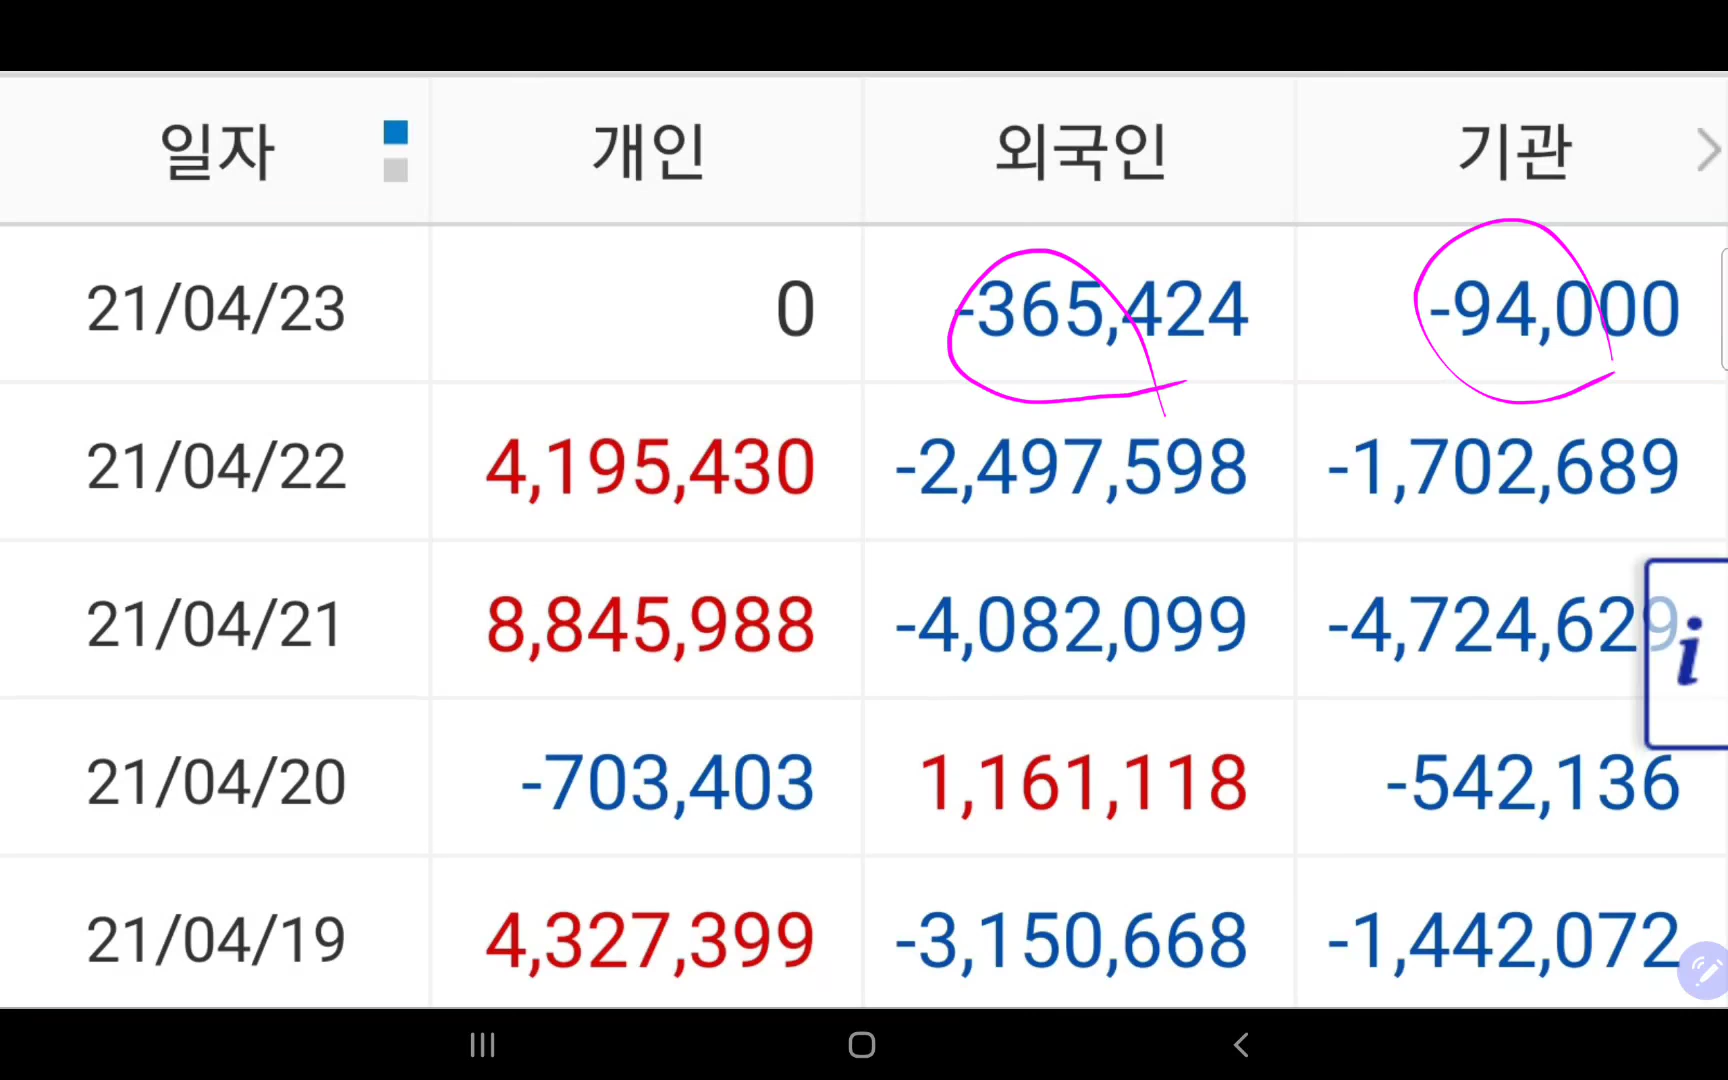 일자 개인 외국인 기관
21/04/23 0 -365,424 -94,000
21/04/22 4,195,430 -2,497,598 -1,702,689
21/04/21 8,845,988 -4,082,099 -4,724,629
i
21/04/20 -703,403 1,161,118 -542,136
21/04/19 4,327,399 -3,150,668 -1,442,072